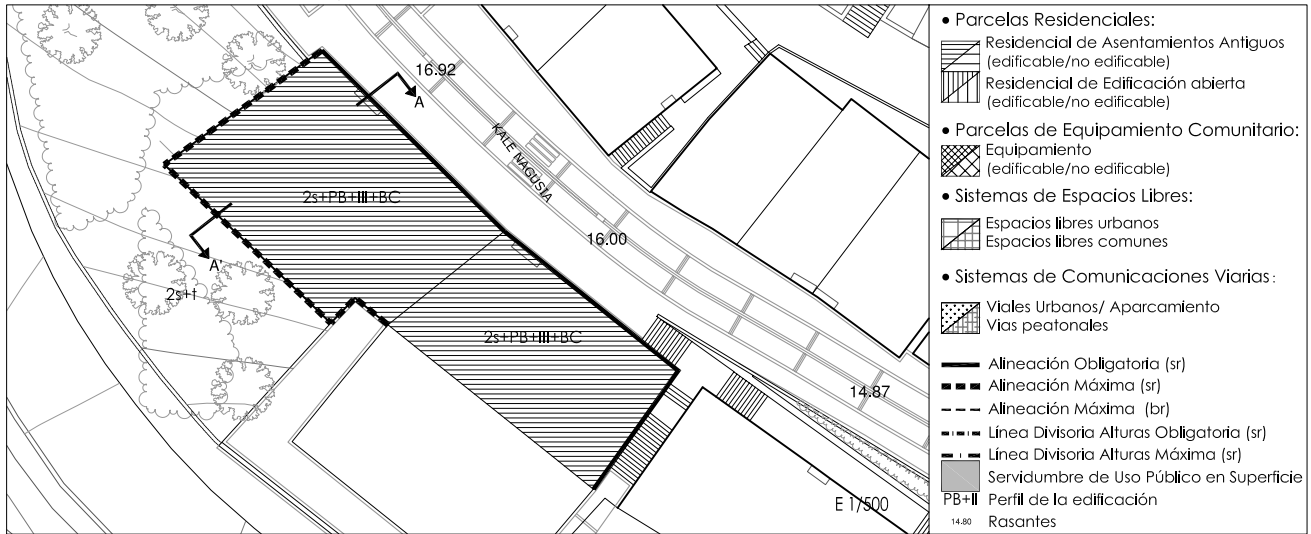 16.92
A
KALE NAGUSIA
2s+PB+III+BC
16.00
A'
2s+t
2s+PB+III+BC
14.87
E 1/500
• Parcelas Residenciales:
Residencial de Asentamientos Antiguos
(edificable/no edificable)
Residencial de Edificación abierta
(edificable/no edificable)
• Parcelas de Equipamiento Comunitario:
Equipamiento
(edificable/no edificable)
• Sistemas de Espacios Libres:
Espacios libres urbanos
Espacios libres comunes
• Sistemas de Comunicaciones Viarias:
Viales Urbanos/ Aparcamiento
Vias peatonales
Alineación Obligatoria (sr)
Alineación Máxima (sr)
Alineación Máxima (br)
Línea Divisoria Alturas Obligatoria (sr)
Línea Divisoria Alturas Máxima (sr)
Servidumbre de Uso Público en Superficie
PB+II Perfil de la edificación
14.80 Rasantes